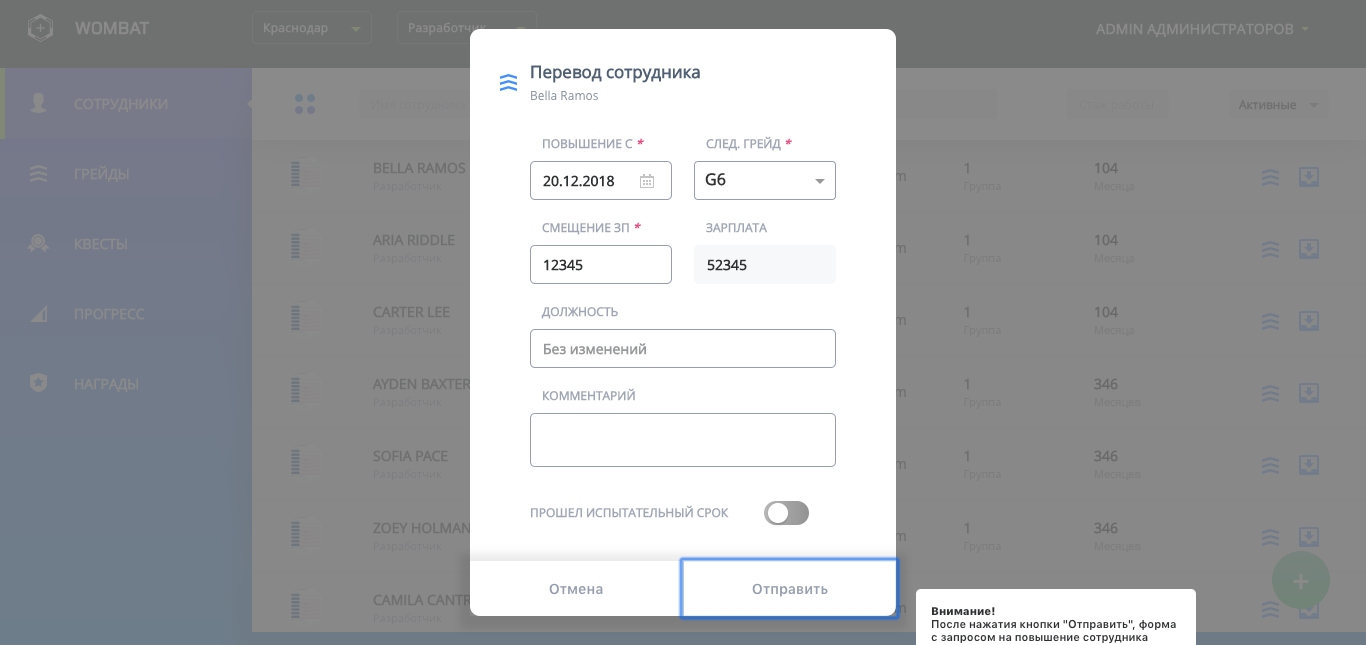 WOMBAT
Краснодар
Разработчик
ADMIN АДМИНИСТРАТОРОВ
СОТРУДНИКИ
ГРЕЙДЫ
КВЕСТЫ
ПРОГРЕСС
НАГРАДЫ
Активные
BELLA RAMOS
Разработчик
1
Группа
104
Месяца
ARIA RIDDLE
Разработчик
1
Группа
104
Месяца
CARTER LEE
Разработчик
1
Группа
104
Месяца
AYDEN BAXTER
Разработчик
1
Группа
346
Месяцев
SOFIA PACE
Разработчик
1
Группа
346
Месяцев
ZOEY HOLMAN
Разработчик
1
Группа
346
Месяцев
CAMILA CANTR
Разработчик
Перевод сотрудника
Bella Ramos
ПОВЫШЕНИЕ С *
СЛЕД. ГРЕЙД *
20.12.2018
G6
СМЕЩЕНИЕ ЗП *
ЗАРПЛАТА
12345
52345
ДОЛЖНОСТЬ
Без изменений
КОММЕНТАРИЙ
ПРОШЕЛ ИСПЫТАТЕЛЬНЫЙ СРОК
Отмена
Отправить
Внимание!
После нажатия кнопки "Отправить", форма
с запросом на повышение сотрудника